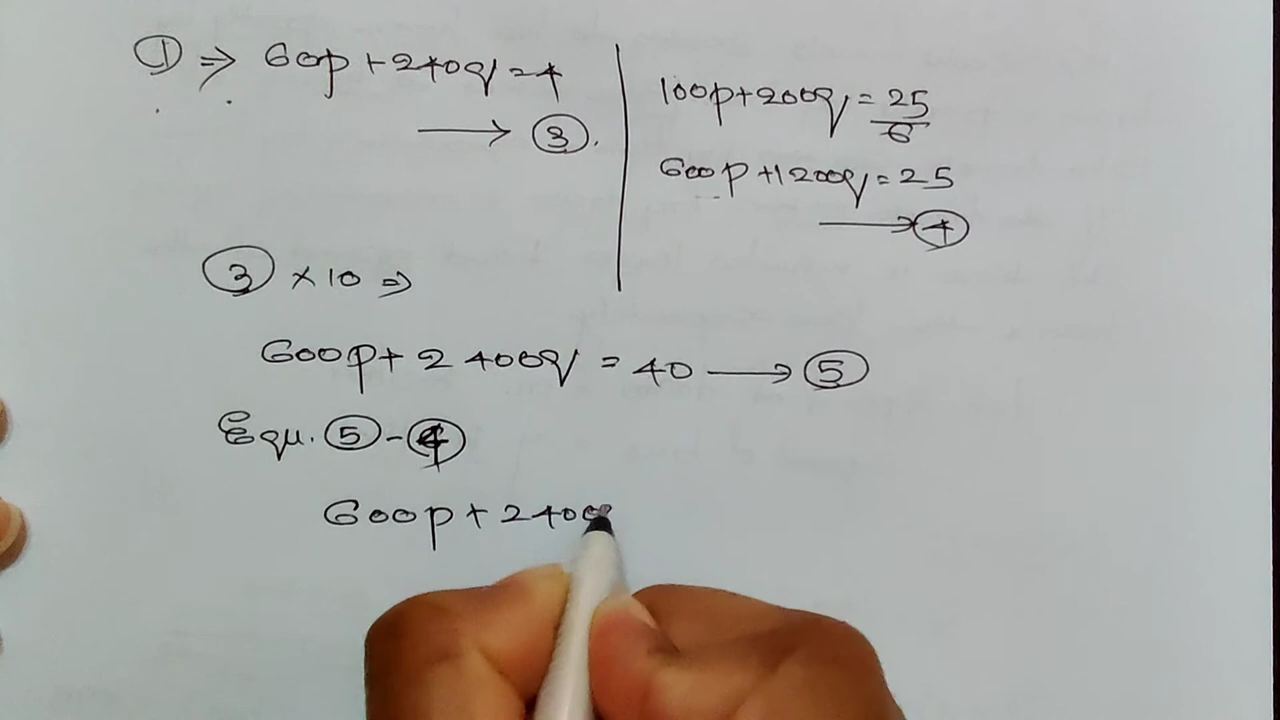 ① ⇒ 60p + 240q = 4
⟶ ③.
100p + 200q = 25/6
600p + 1200q = 25
⟶ ④
③ × 10 ⇒
600p + 2400q = 40 ⟶ ⑤
Equ. ⑤ - ④
600p + 2400